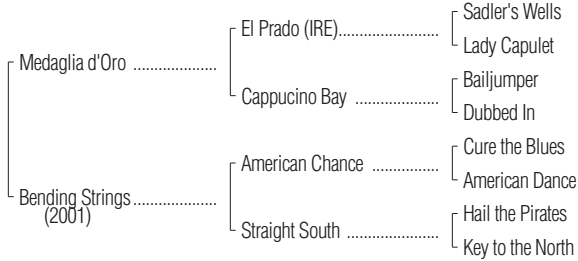 Sadler's Wells
El Prado (IRE)....................
Lady Capulet
Medaglia d'Oro ....................
Bailjumper
Cappucino Bay ....................
Dubbed In
Cure the Blues
American Chance ....................
American Dance
Bending Strings....................
(2001)
Hail the Pirates
Straight South ......................
Key to the North